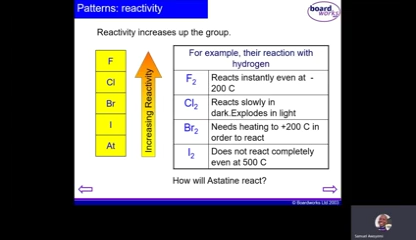 Patterns: reactivity
board
works
Reactivity increases up the group.
F
Cl
Br
I
At
Increasing Reactivity
For example, their reaction with
hydrogen
F2
Reacts instantly even at -
200 C
Cl2
Reacts slowly in
dark.Explodes in light
Br2
Needs heating to +200 C in
order to react
I2
Does not react completely
even at 500 C
How will Astatine react?
© Boardworks Ltd 2003